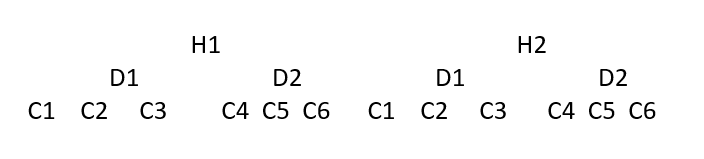 H1 H2
D1 D2 D1 D2
C1 C2 C3 C4 C5 C6 C1 C2 C3 C4 C5 C6